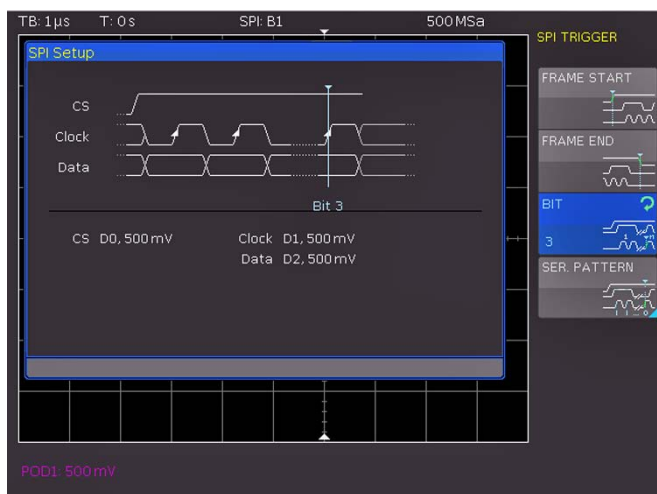 TB: 1µs T: 0 s SPI: B1 500 MSa
SPI TRIGGER
SPI Setup
FRAME START
CS
Clock
Data
FRAME END
Bit 3
BIT
3
1
n
CS D0, 500 mV Clock D1, 500 mV
Data D2, 500 mV
SER. PATTERN
POD1: 500 mV